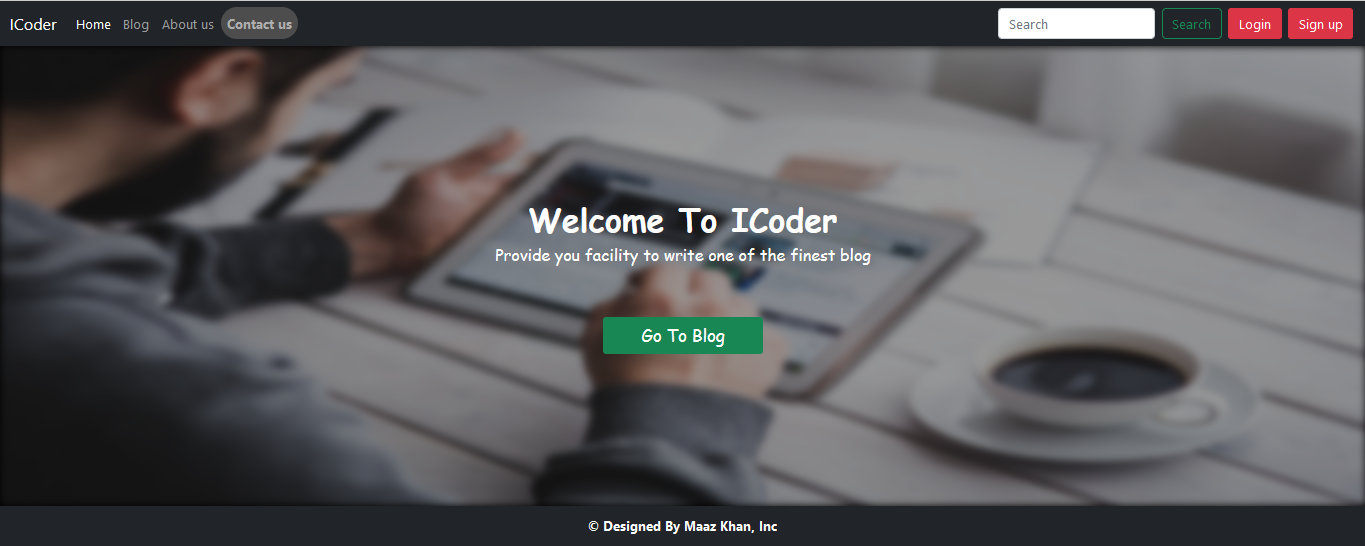 ICoder Home Blog About us Contact us Search Search Login Sign up
Welcome To ICoder
Provide you facility to write one of the finest blog
Go To Blog
© Designed By Maaz Khan, Inc